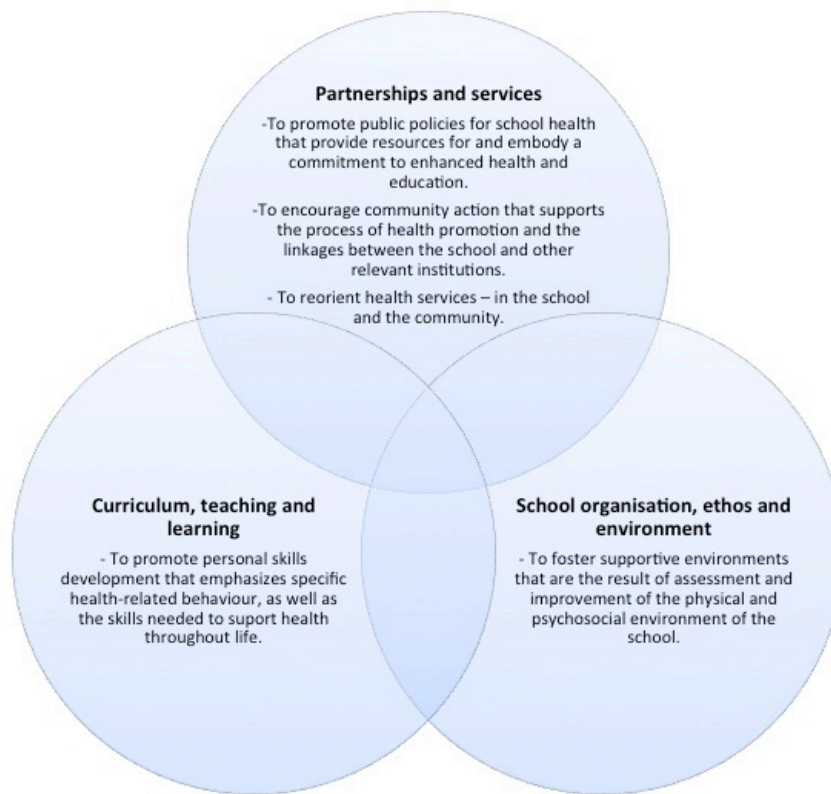 Partnerships and services
-To promote public policies for school health
that provide resources for and embody a
commitment to enhanced health and
education.
-To encourage community action that supports
the process of health promotion and the
linkages between the school and other
relevant institutions.
- To reorient health services – in the school
and the community.
Curriculum, teaching and
learning
- To promote personal skills
development that emphasizes specific
health-related behaviour, as well as
the skills needed to suport health
throughout life.
School organisation, ethos and
environment
- To foster supportive environments
that are the result of assessment and
improvement of the physical and
psychosocial environment of the
school.